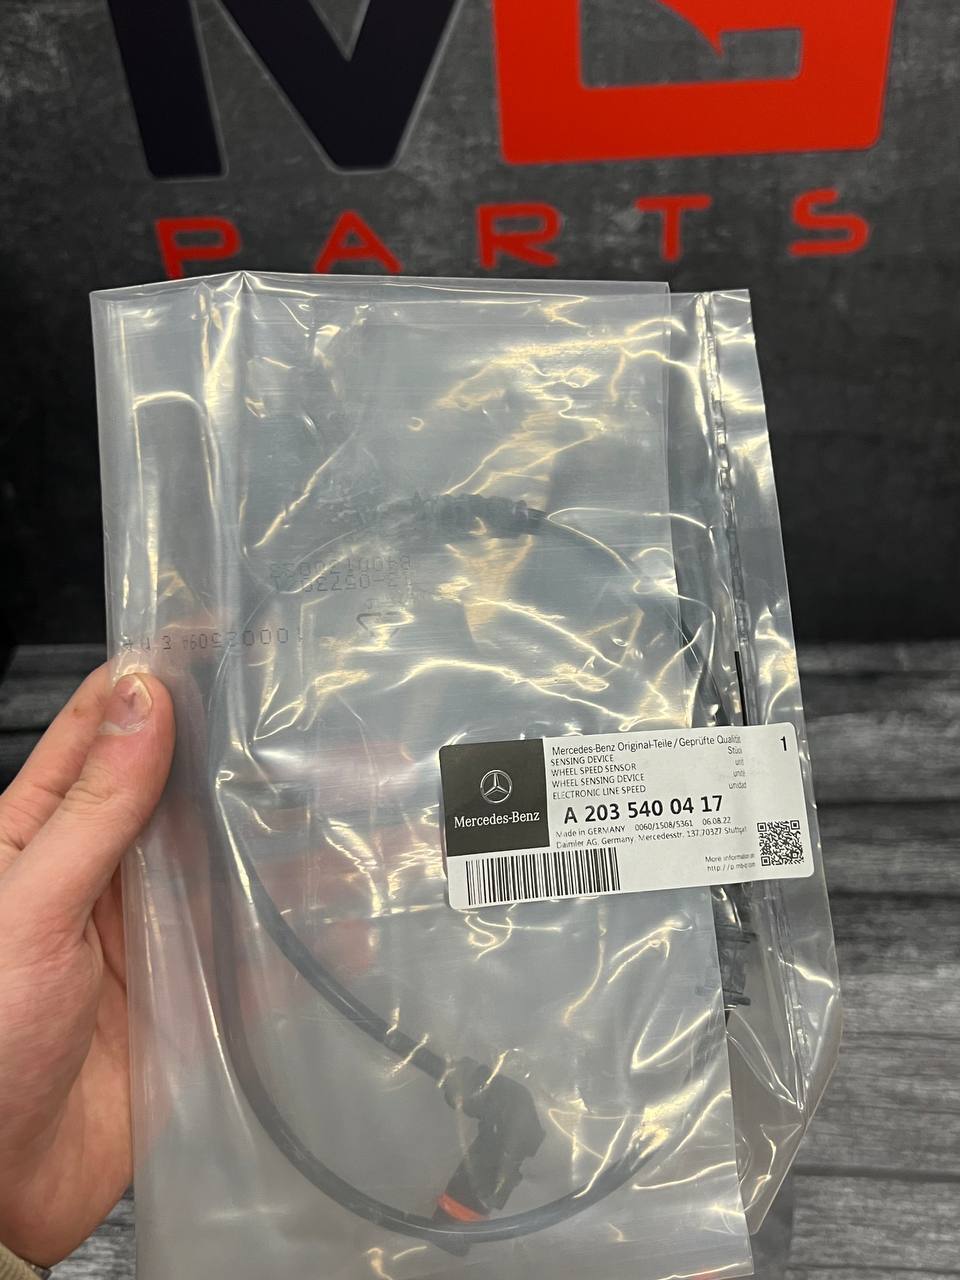 MG
PARTS
Mercedes-Benz Original-Teile / Geprüfte Qualität
1
SENSING DEVICE
Stück
WHEEL SPEED SENSOR
unit
WHEEL SENSING DEVICE
unité
ELECTRONIC LINE SPEED
unidad
A 203 540 04 17
Mercedes-Benz
Made in GERMANY 0060/1508/5361 06.08.22
Daimler AG, Germany, Mercedesstr. 137,70327 Stuttgart
More information on